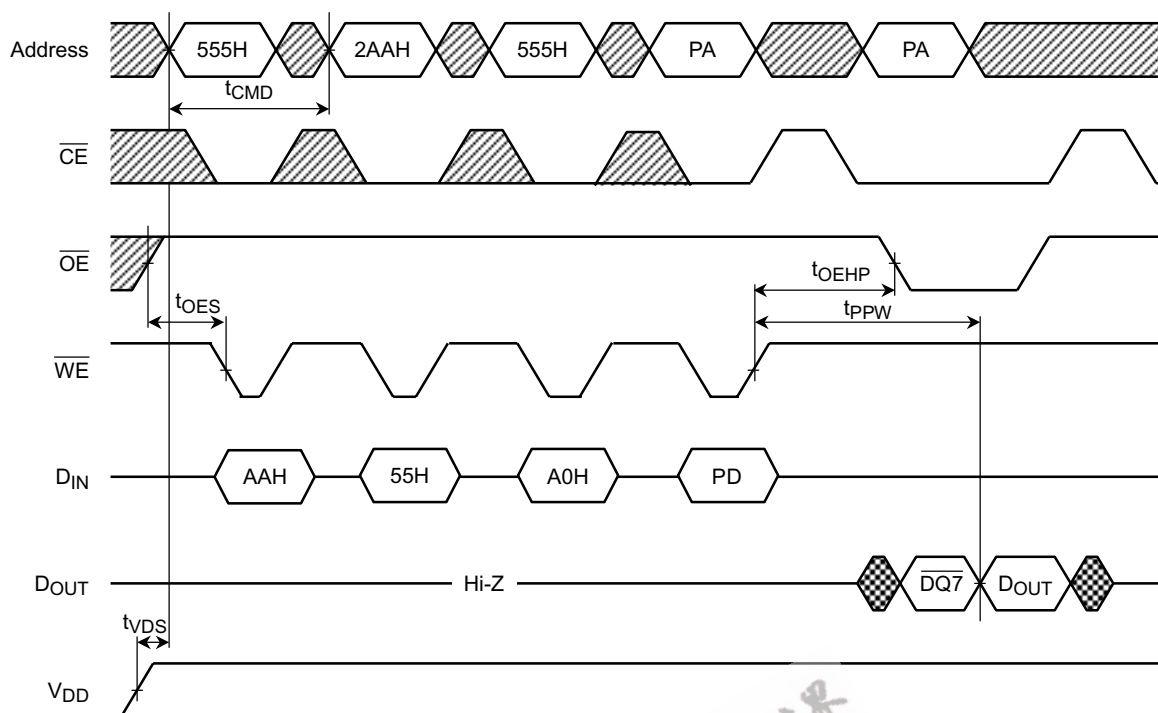 Address 555H 2AAH 555H PA PA
tCMD
CE
OE
tOEHP
tOES
tPPW
WE
DIN AAH 55H A0H PD
DOUT Hi-Z DQ7 DOUT
tVDS
VDD